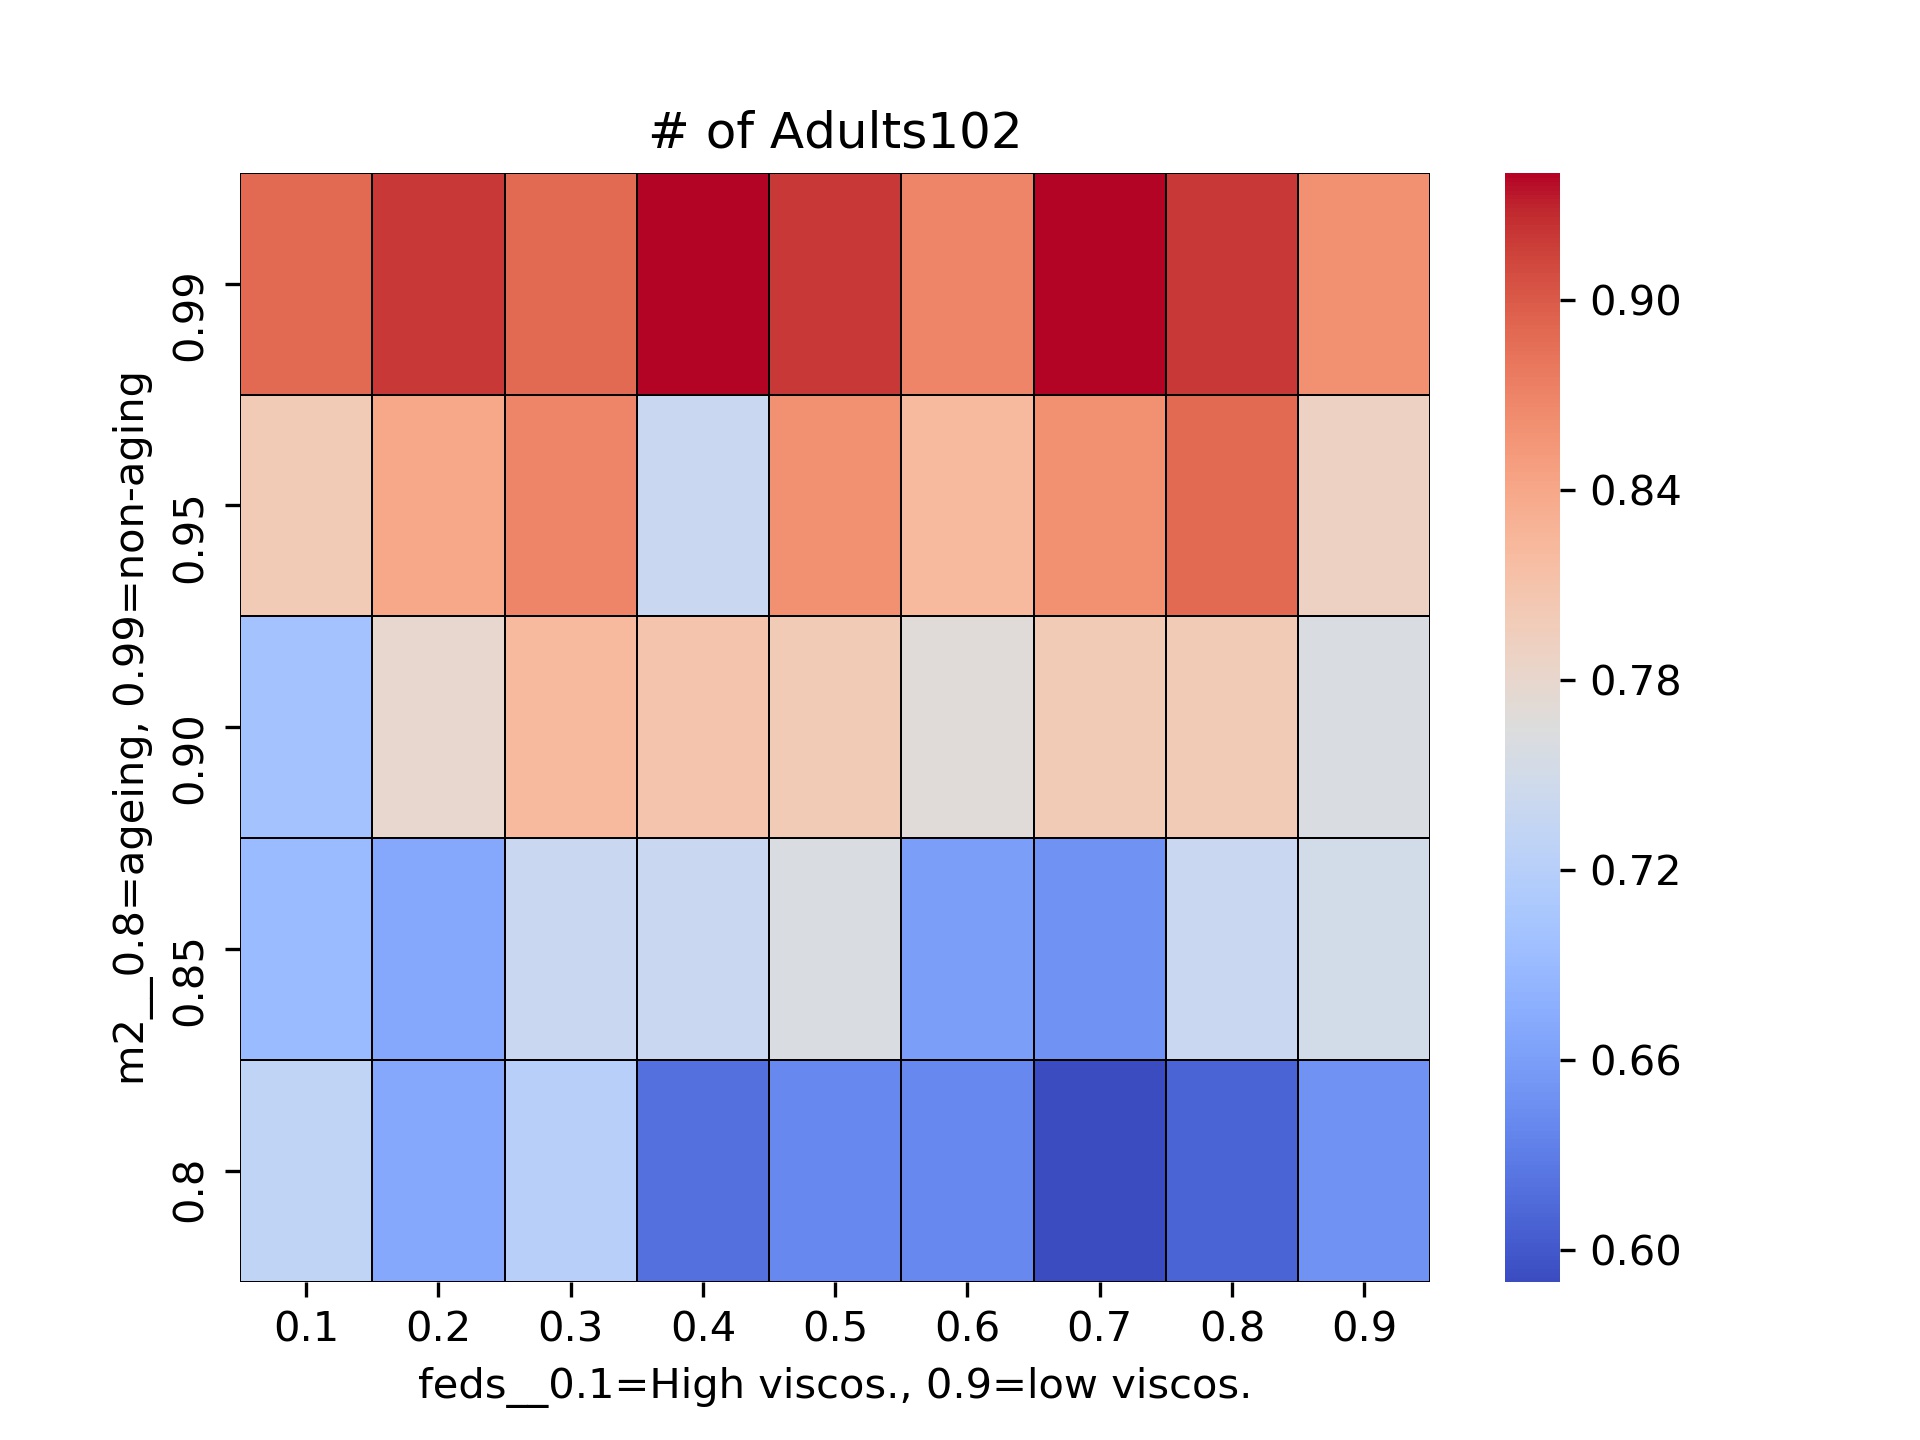 # of Adults102
m2__0.8=ageing, 0.99=non-aging
0.99
0.95
0.90
0.85
0.8
0.1 0.2 0.3 0.4 0.5 0.6 0.7 0.8 0.9
feds__0.1=High viscos., 0.9=low viscos.
0.90
0.84
0.78
0.72
0.66
0.60